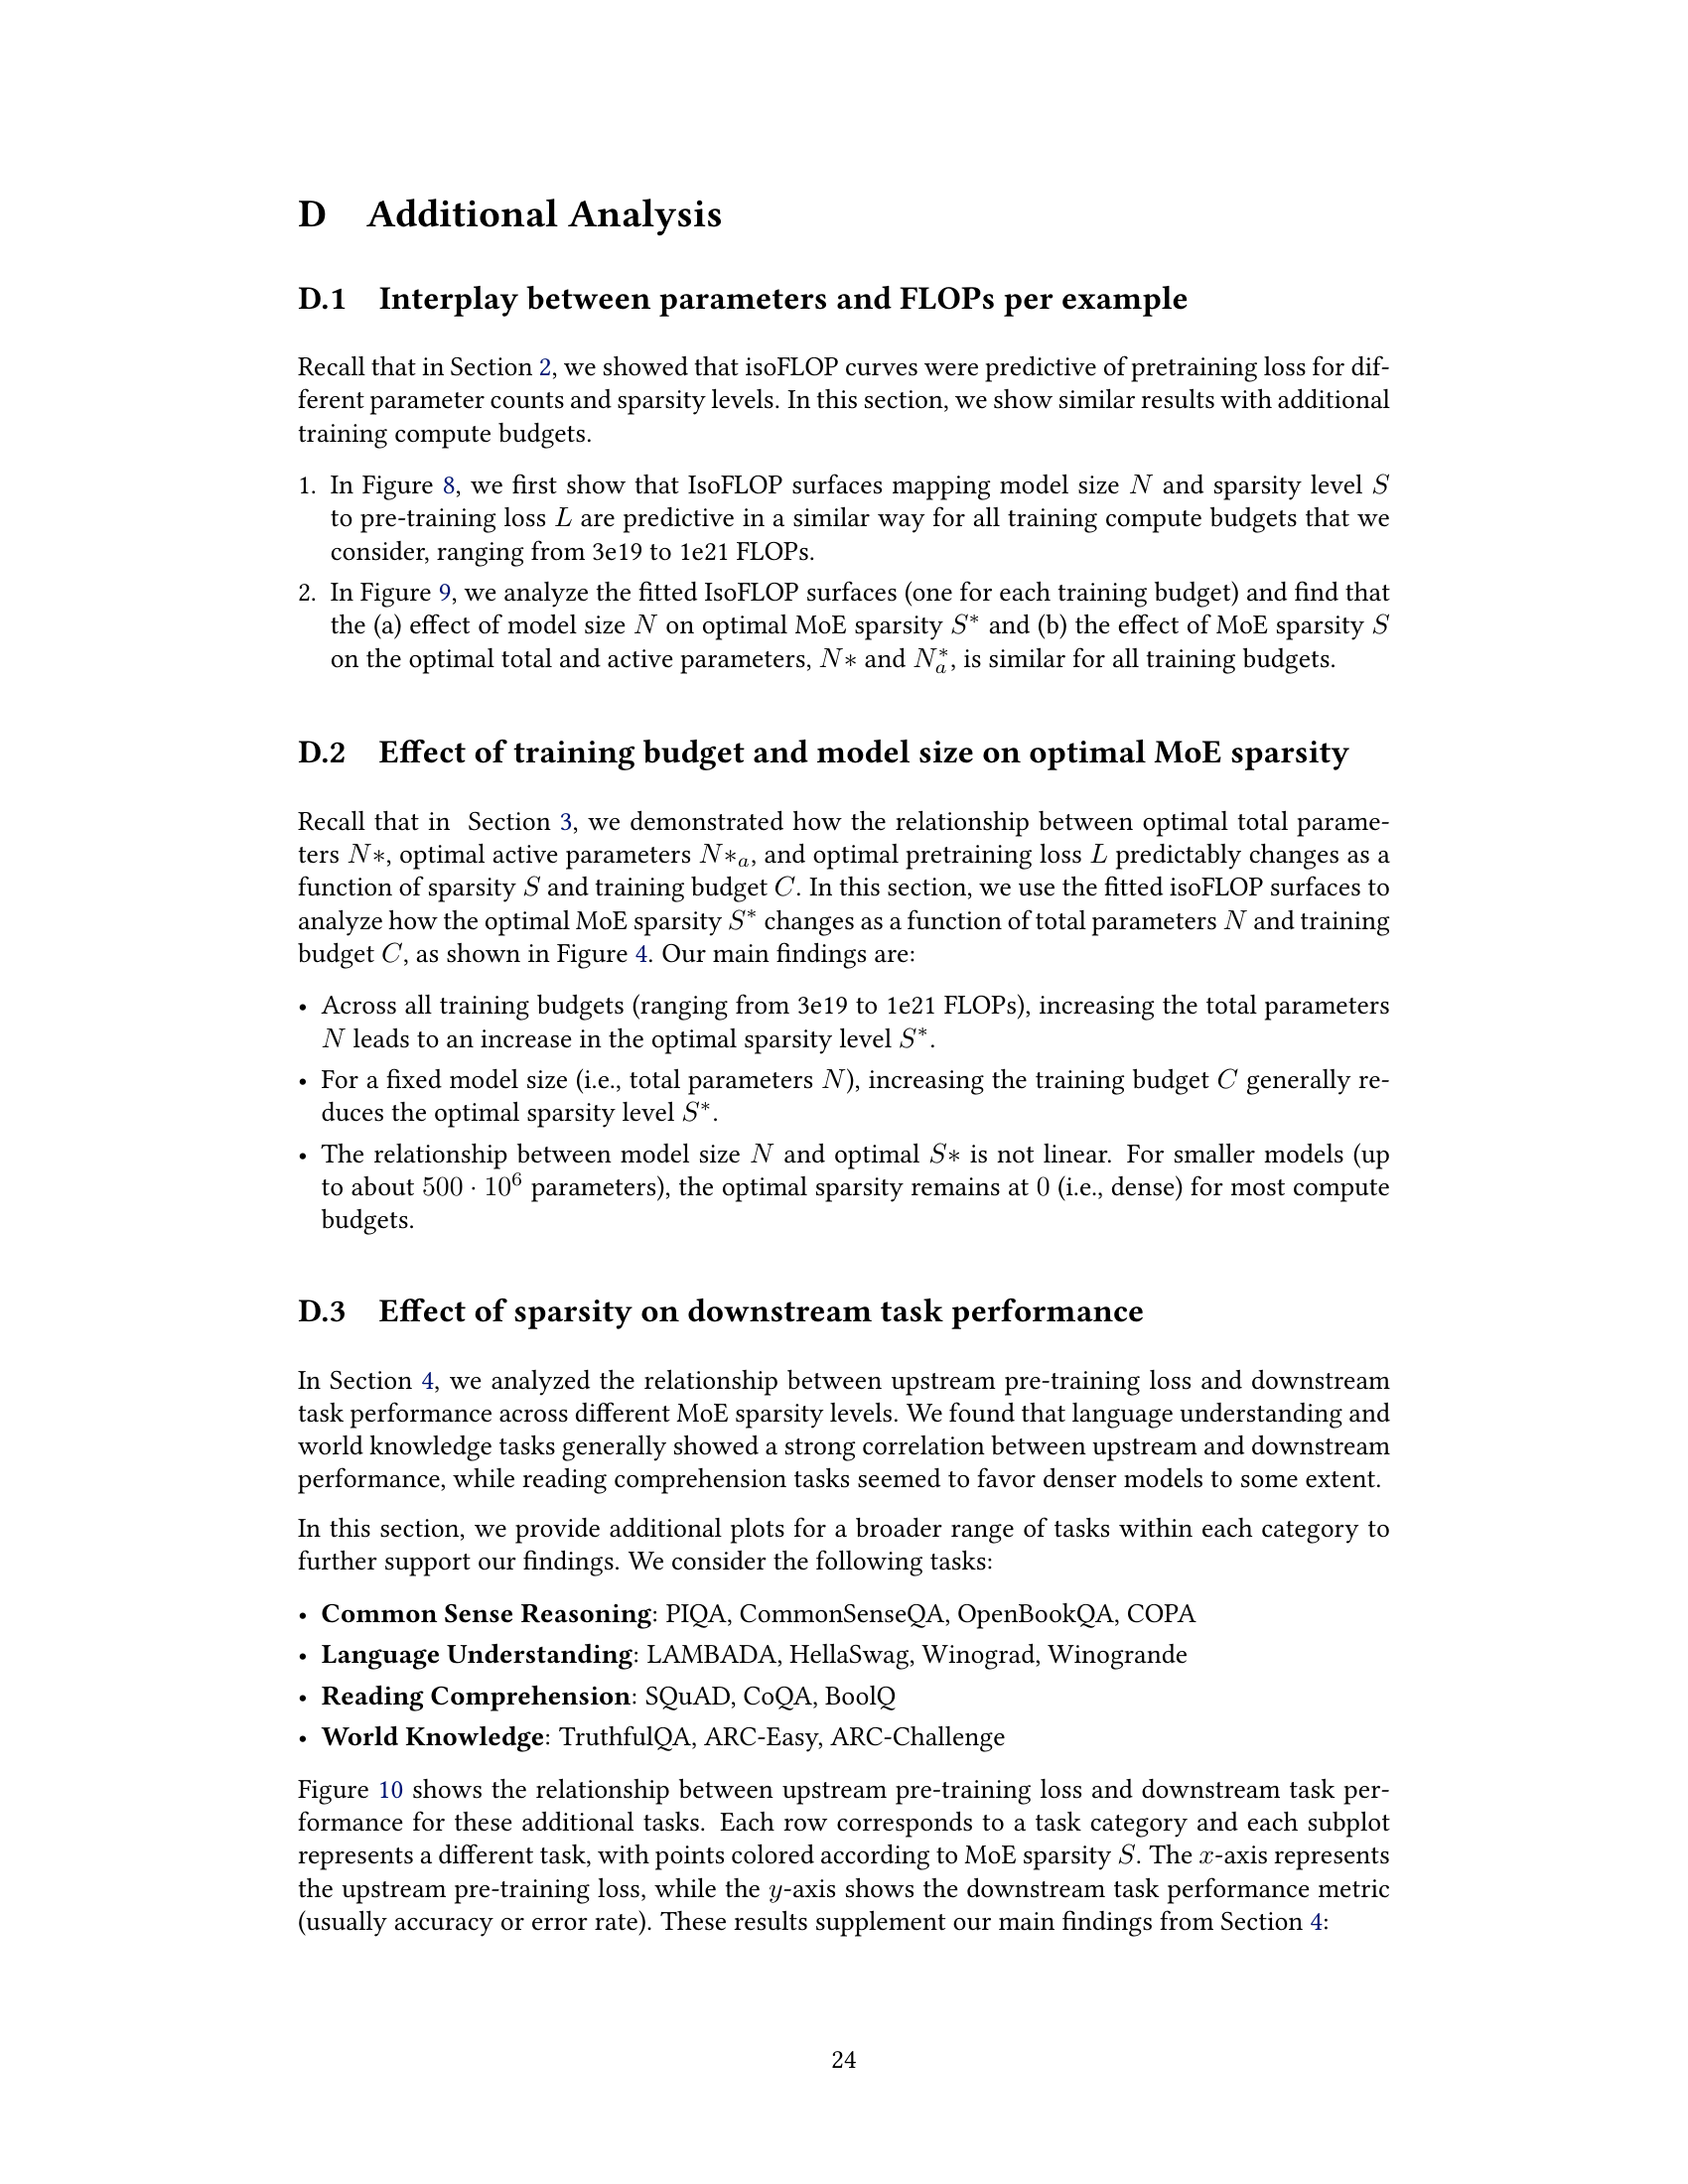 D Additional Analysis
D.1 Interplay between parameters and FLOPs per example
Recall that in Section 2, we showed that isoFLOP curves were predictive of pretraining loss for dif-
ferent parameter counts and sparsity levels. In this section, we show similar results with additional
training compute budgets.
1. In Figure 8, we first show that IsoFLOP surfaces mapping model size N and sparsity level S
to pre-training loss L are predictive in a similar way for all training compute budgets that we
consider, ranging from 3e19 to 1e21 FLOPs.
2. In Figure 9, we analyze the fitted IsoFLOP surfaces (one for each training budget) and find that
the (a) effect of model size N on optimal MoE sparsity S* and (b) the effect of MoE sparsity S
on the optimal total and active parameters, N* and N*ₐ, is similar for all training budgets.
D.2 Effect of training budget and model size on optimal MoE sparsity
Recall that in Section 3, we demonstrated how the relationship between optimal total parame-
ters N*, optimal active parameters N*ₐ, and optimal pretraining loss L predictably changes as a
function of sparsity S and training budget C. In this section, we use the fitted isoFLOP surfaces to
analyze how the optimal MoE sparsity S* changes as a function of total parameters N and training
budget C, as shown in Figure 4. Our main findings are:
• Across all training budgets (ranging from 3e19 to 1e21 FLOPs), increasing the total parameters
N leads to an increase in the optimal sparsity level S*.
• For a fixed model size (i.e., total parameters N), increasing the training budget C generally re-
duces the optimal sparsity level S*.
• The relationship between model size N and optimal S* is not linear. For smaller models (up
to about 500 · 10⁶ parameters), the optimal sparsity remains at 0 (i.e., dense) for most compute
budgets.
D.3 Effect of sparsity on downstream task performance
In Section 4, we analyzed the relationship between upstream pre-training loss and downstream
task performance across different MoE sparsity levels. We found that language understanding and
world knowledge tasks generally showed a strong correlation between upstream and downstream
performance, while reading comprehension tasks seemed to favor denser models to some extent.
In this section, we provide additional plots for a broader range of tasks within each category to
further support our findings. We consider the following tasks:
• Common Sense Reasoning: PIQA, CommonSenseQA, OpenBookQA, COPA
• Language Understanding: LAMBADA, HellaSwag, Winograd, Winogrande
• Reading Comprehension: SQuAD, CoQA, BoolQ
• World Knowledge: TruthfulQA, ARC-Easy, ARC-Challenge
Figure 10 shows the relationship between upstream pre-training loss and downstream task per-
formance for these additional tasks. Each row corresponds to a task category and each subplot
represents a different task, with points colored according to MoE sparsity S. The x-axis represents
the upstream pre-training loss, while the y-axis shows the downstream task performance metric
(usually accuracy or error rate). These results supplement our main findings from Section 4:
24